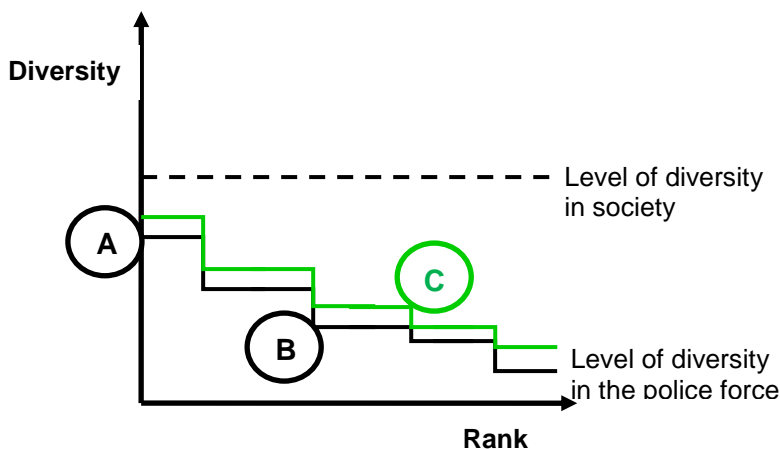 Diversity
Level of diversity
in society
A
C
B
Level of diversity
in the police force
Rank